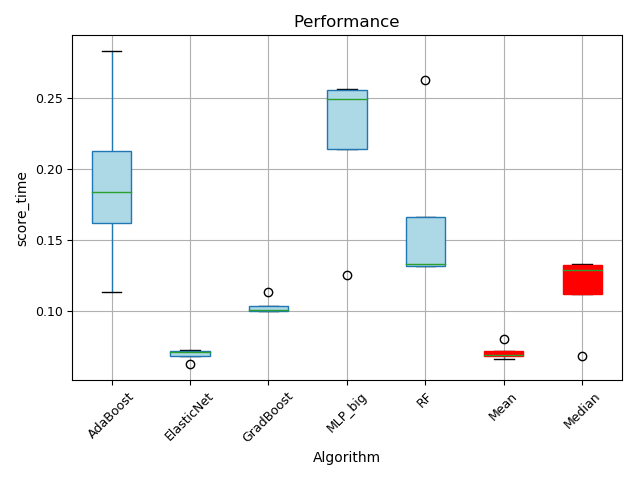 Performance
score_time
0.25
0.20
0.15
0.10
AdaBoost
ElasticNet
GradBoost
MLP_big
RF
Mean
Median
Algorithm